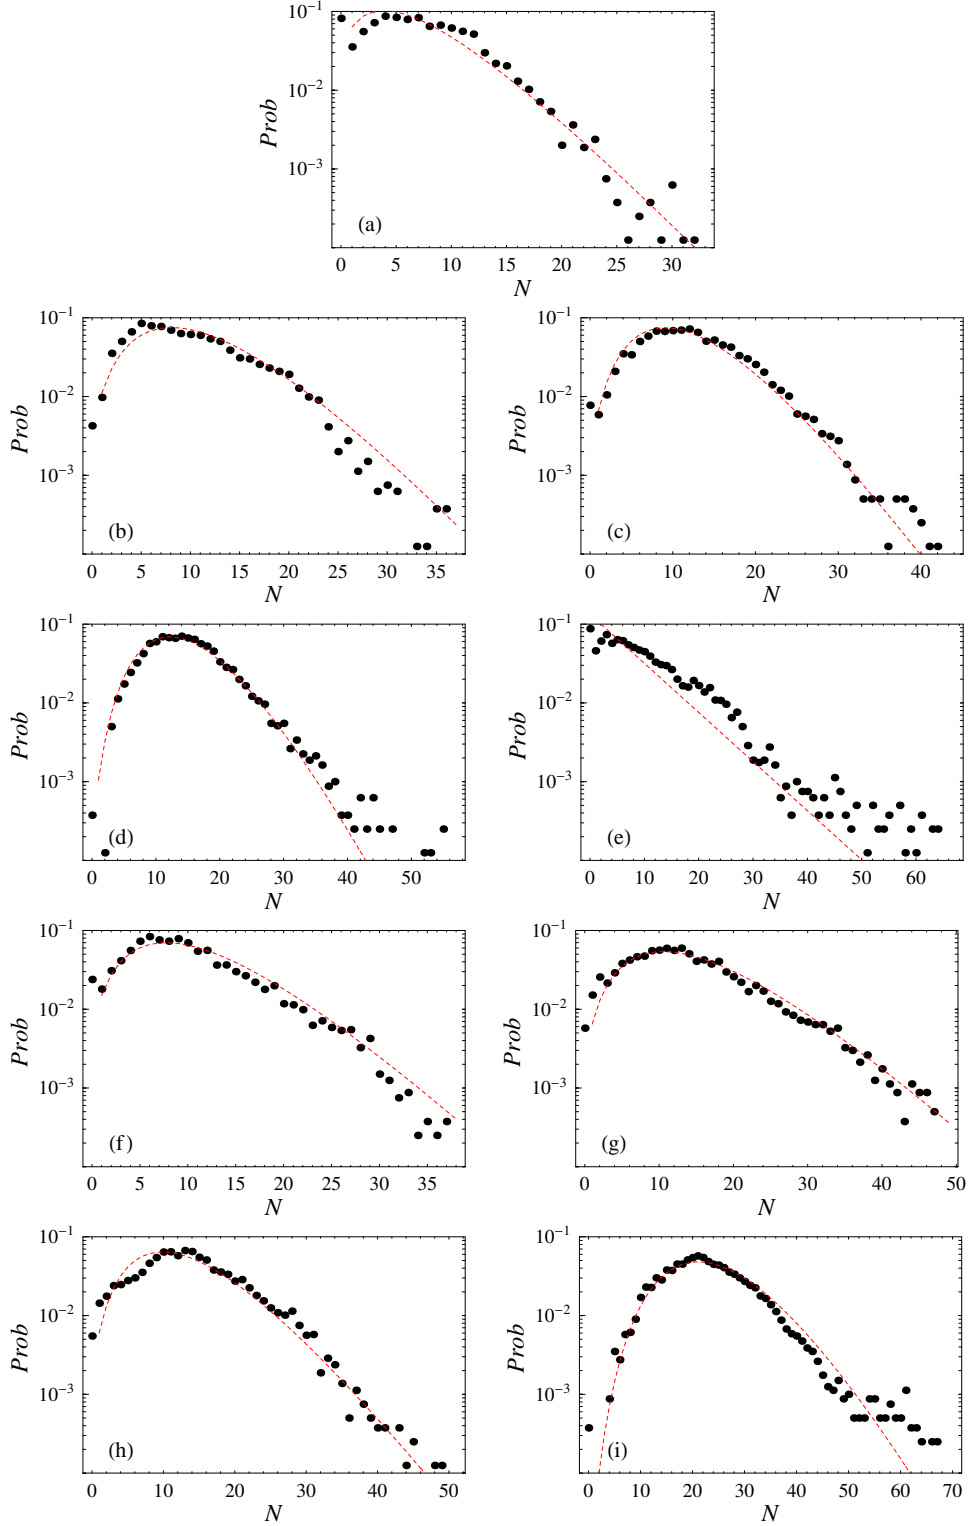 10⁻¹
10⁻²
10⁻³
Prob
(a)
0 5 10 15 20 25 30
N
10⁻¹
10⁻²
10⁻³
Prob
(b)
0 5 10 15 20 25 30 35
N
10⁻¹
10⁻²
10⁻³
Prob
(c)
0 10 20 30 40
N
10⁻¹
10⁻²
10⁻³
Prob
(d)
0 10 20 30 40 50
N
10⁻¹
10⁻²
10⁻³
Prob
(e)
0 10 20 30 40 50 60
N
10⁻¹
10⁻²
10⁻³
Prob
(f)
0 5 10 15 20 25 30 35
N
10⁻¹
10⁻²
10⁻³
Prob
(g)
0 10 20 30 40 50
N
10⁻¹
10⁻²
10⁻³
Prob
(h)
0 10 20 30 40 50
N
10⁻¹
10⁻²
10⁻³
Prob
(i)
0 10 20 30 40 50 60 70
N